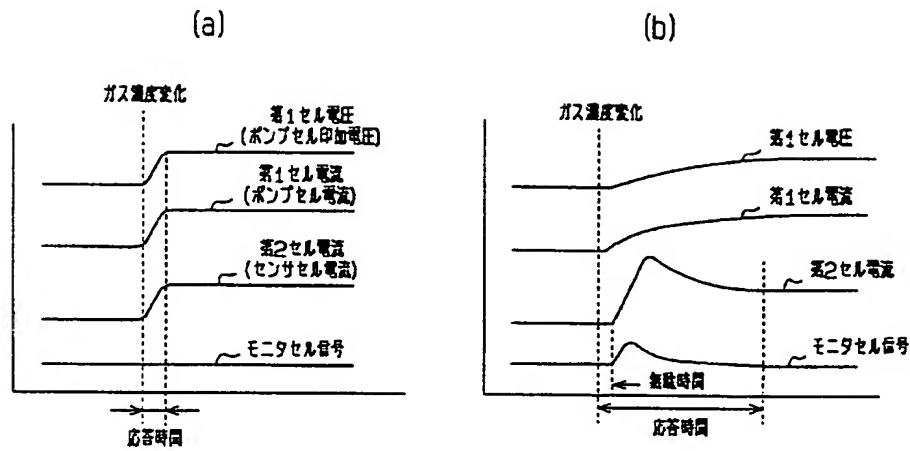 (a)
ガス濃度変化
第1セル電圧
(ポンプセル印加電圧)
第1セル電流
(ポンプセル電流)
第2セル電流
(センサセル電流)
モニタセル信号
応答時間
(b)
ガス濃度変化
第1セル電圧
第1セル電流
第2セル電流
モニタセル信号
無駄時間
応答時間